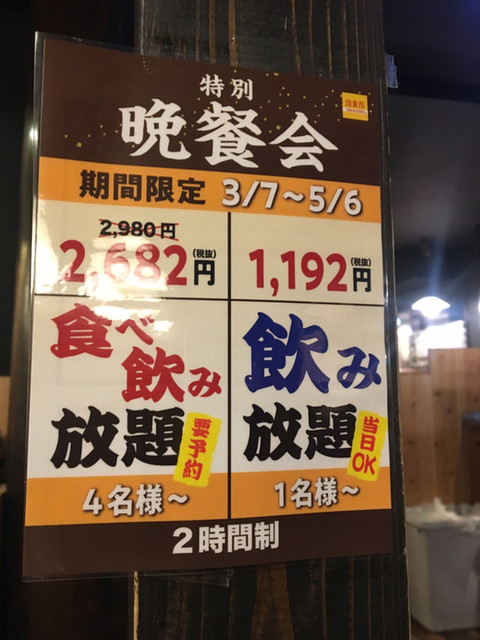 特別
晩餐会
期間限定 3/7～5/6
2,980円
2,682円(税抜)
食べ
飲み
放題
要予約
4名様～
1,192円(税抜)
飲み
放題
当日OK
1名様～
2時間制